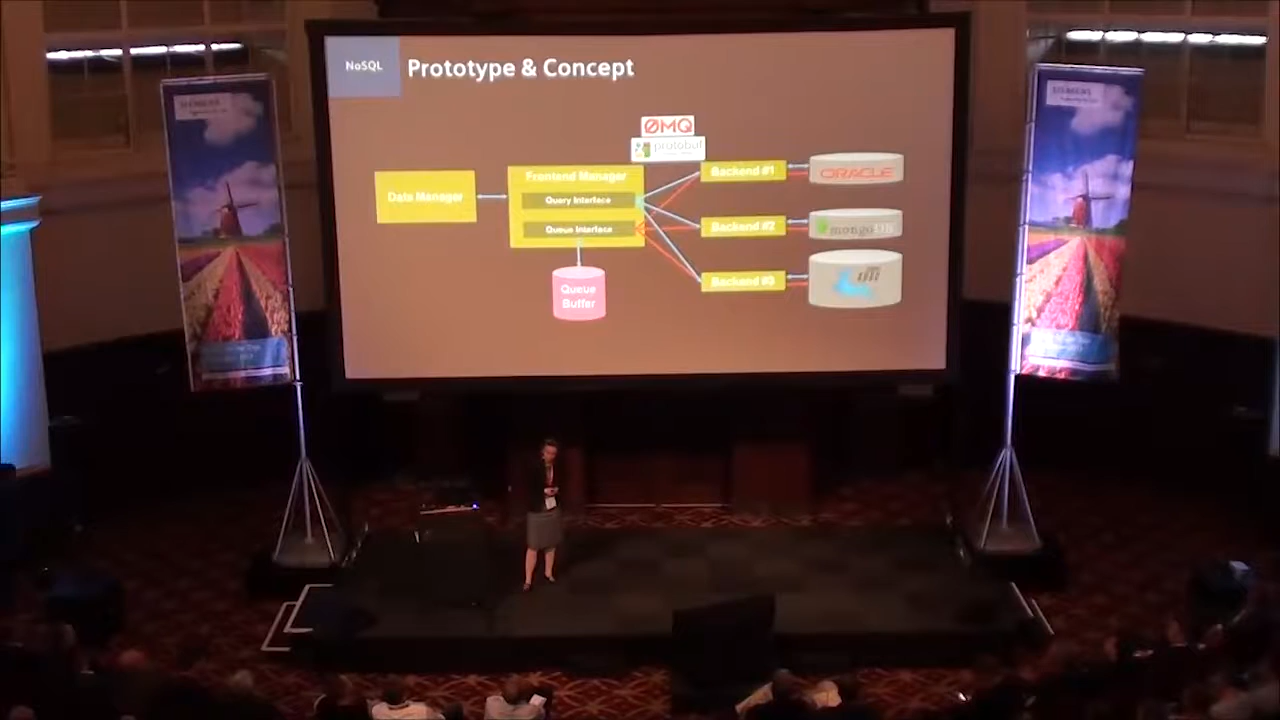 NoSQL
Prototype & Concept
ØMQ
protobuf
Data Manager
Frontend Manager
Query Interface
Queue Interface
Queue
Buffer
Backend #1
ORACLE
Backend #2
mongoDB
Backend #3
SIEMENS
SIEMENS